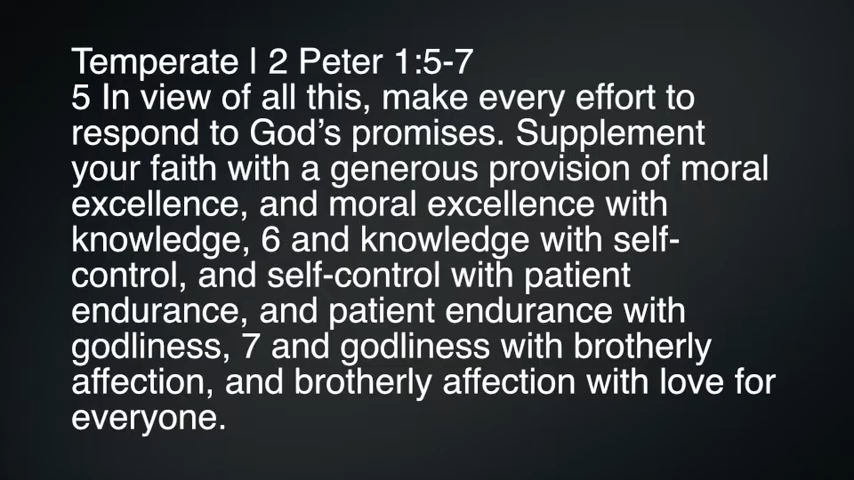 Temperate | 2 Peter 1:5-7
5 In view of all this, make every effort to
respond to God’s promises. Supplement
your faith with a generous provision of moral
excellence, and moral excellence with
knowledge, 6 and knowledge with self-
control, and self-control with patient
endurance, and patient endurance with
godliness, 7 and godliness with brotherly
affection, and brotherly affection with love for
everyone.